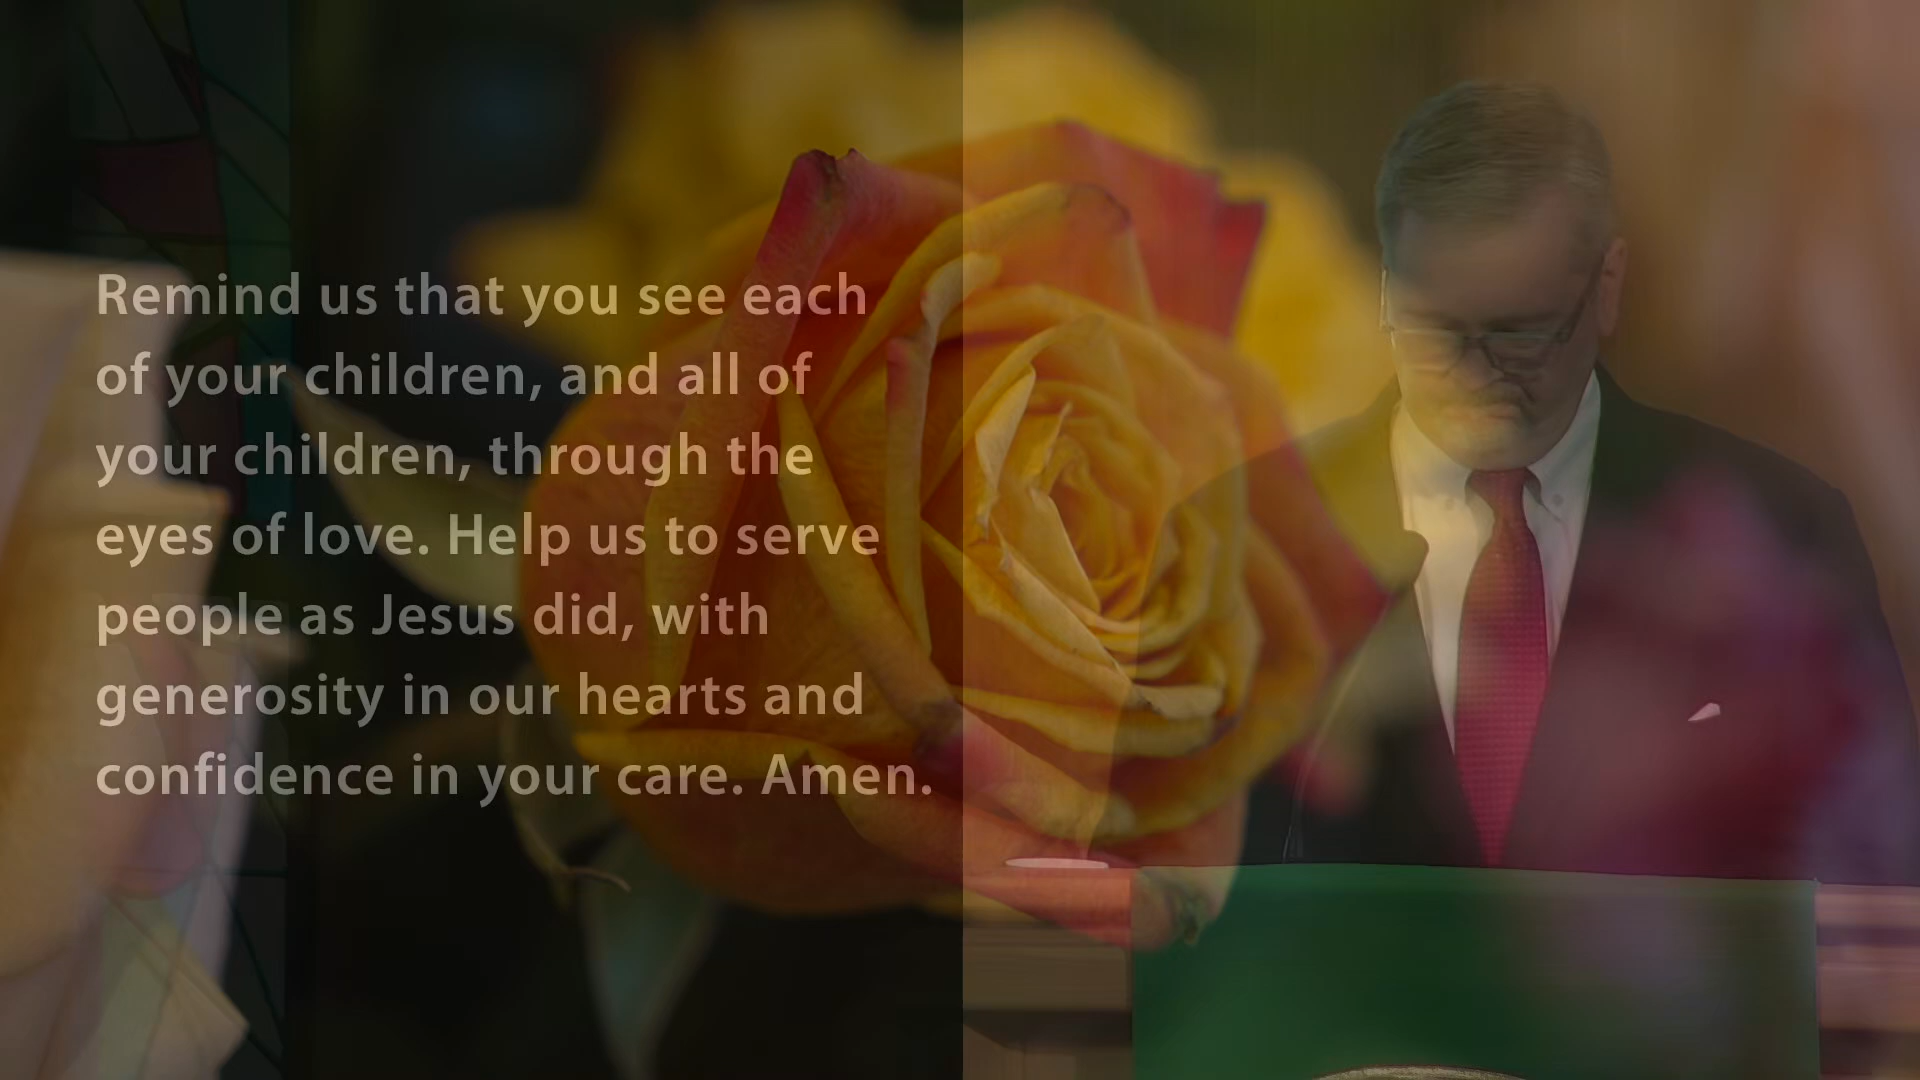 Remind us that you see each
of your children, and all of
your children, through the
eyes of love. Help us to serve
people as Jesus did, with
generosity in our hearts and
confidence in your care. Amen.